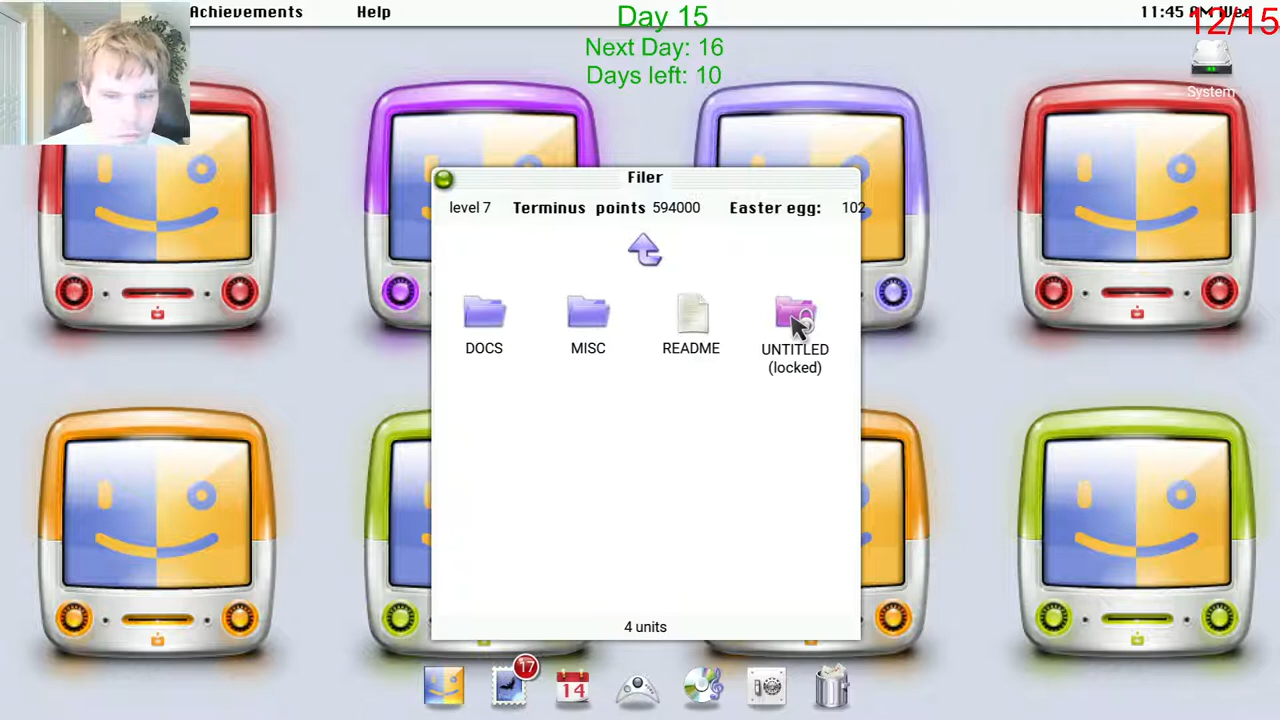 Achievements Help
11:45 AM Wed
12/15
Day 15
Next Day: 16
Days left: 10
System
Filer
level 7 Terminus points 594000 Easter egg: 102
DOCS MISC README UNTITLED
(locked)
4 units
17
14